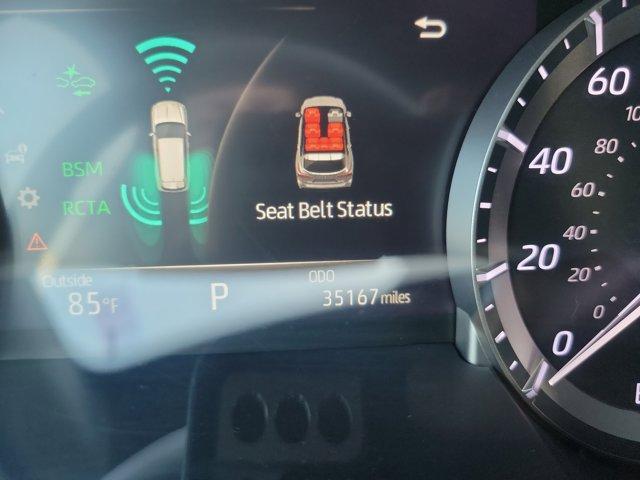 BSM
RCTA
Seat Belt Status
Outside
85°F
P
ODO
35167 miles
60
40
20
0
80
60
40
20
0